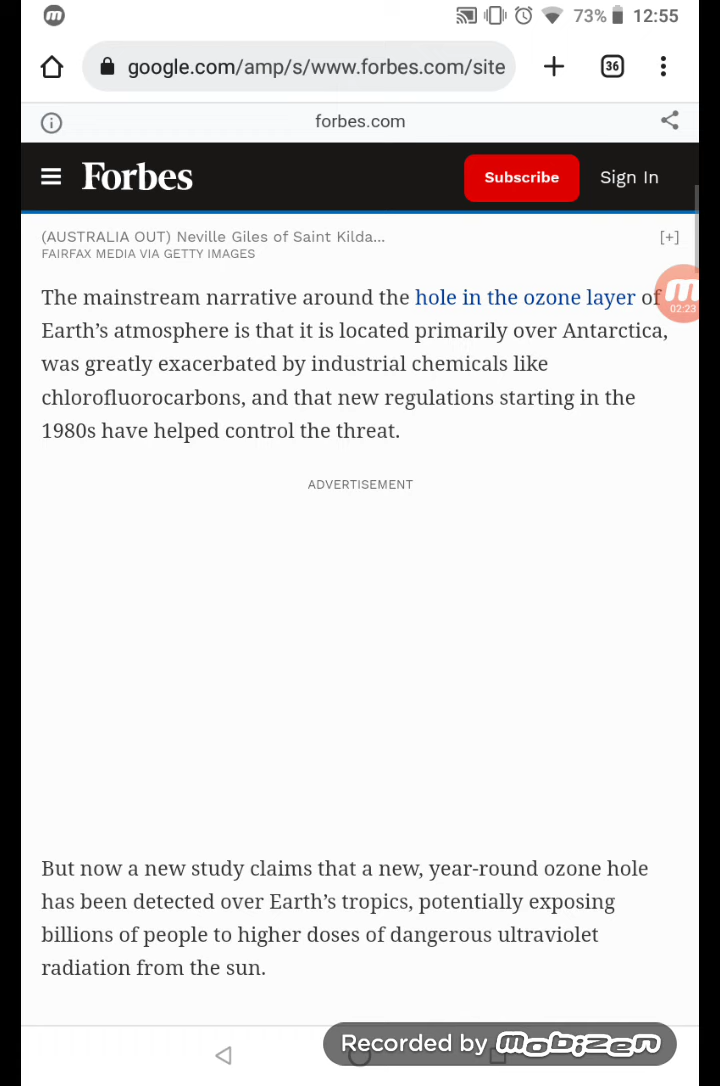 73% 12:55
google.com/amp/s/www.forbes.com/site
36
forbes.com
Forbes
Subscribe
Sign In
(AUSTRALIA OUT) Neville Giles of Saint Kilda...
[+]
FAIRFAX MEDIA VIA GETTY IMAGES
The mainstream narrative around the hole in the ozone layer of
02:23
Earth’s atmosphere is that it is located primarily over Antarctica,
was greatly exacerbated by industrial chemicals like
chlorofluorocarbons, and that new regulations starting in the
1980s have helped control the threat.
ADVERTISEMENT
But now a new study claims that a new, year-round ozone hole
has been detected over Earth’s tropics, potentially exposing
billions of people to higher doses of dangerous ultraviolet
radiation from the sun.
Recorded by mobizen